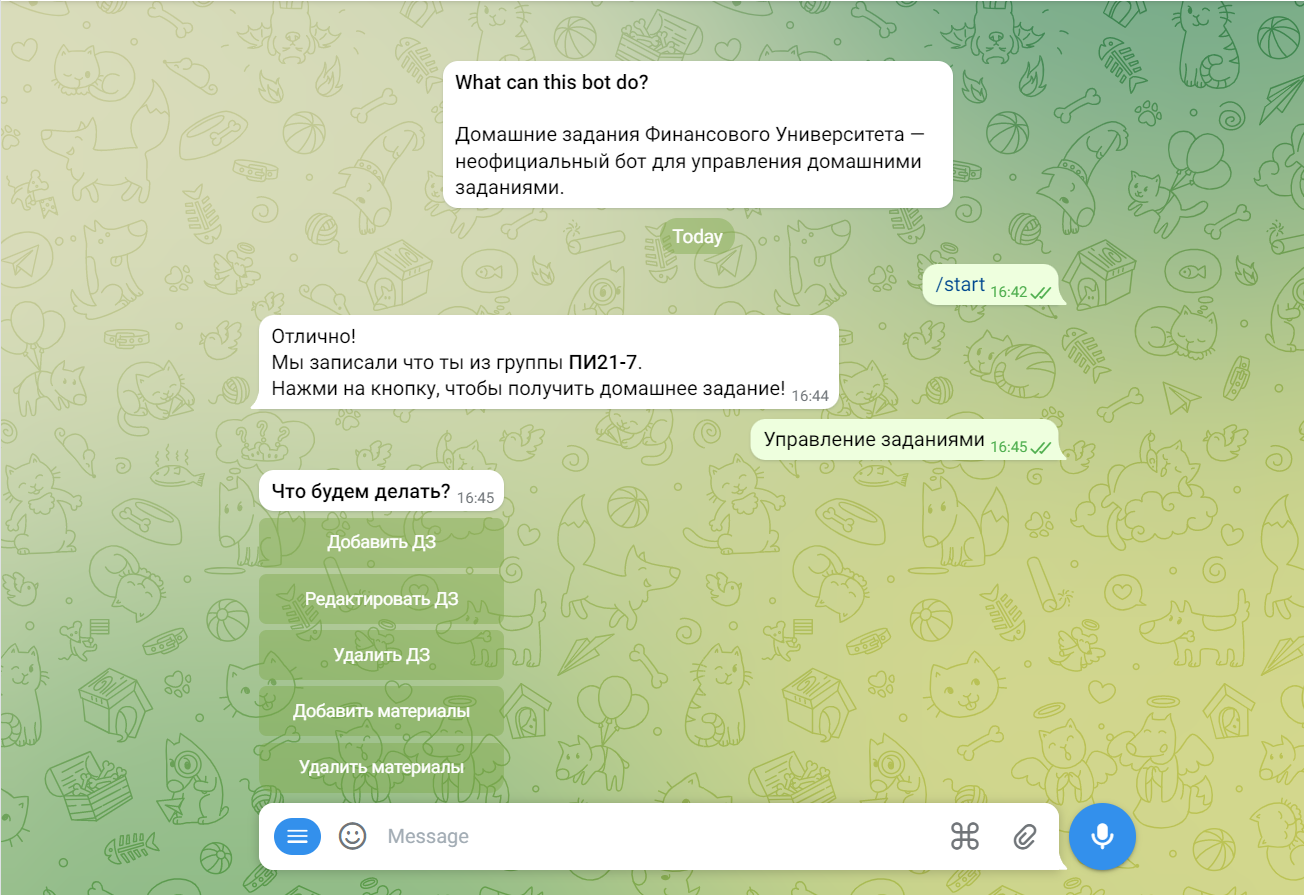 What can this bot do?
Домашние задания Финансового Университета —
неофициальный бот для управления домашними
заданиями.
Today
/start 16:42
Отлично!
Мы записали что ты из группы ПИ21-7.
Нажми на кнопку, чтобы получить домашнее задание! 16:44
Управление заданиями 16:45
Что будем делать? 16:45
Добавить ДЗ
Редактировать ДЗ
Удалить ДЗ
Добавить материалы
Удалить материалы
Message